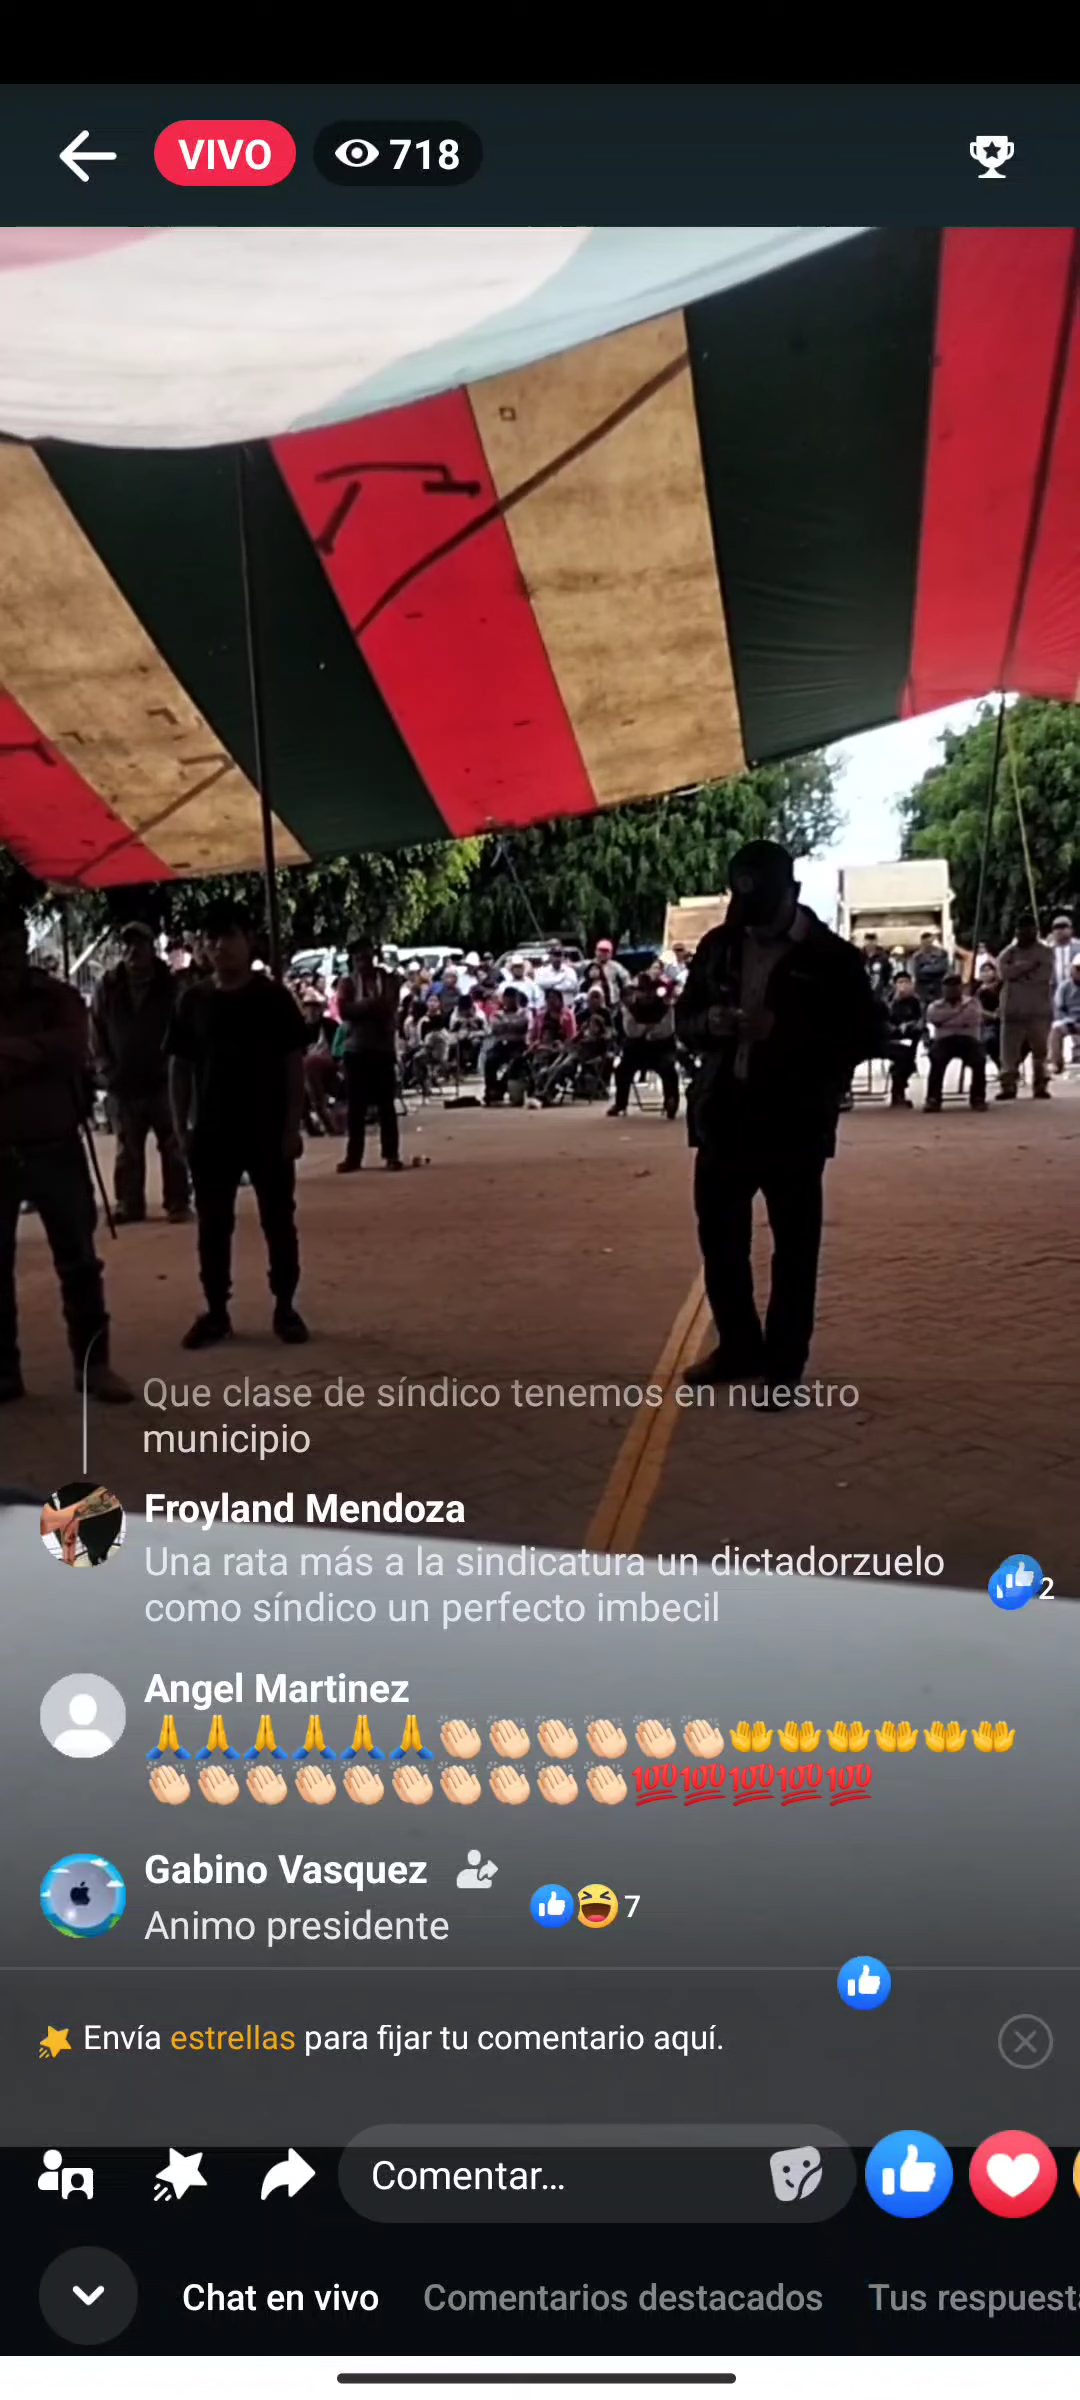 VIVO 718
Que clase de síndico tenemos en nuestro
municipio
Froyland Mendoza
Una rata más a la sindicatura un dictadorzuelo
como síndico un perfecto imbecil
2
Angel Martinez
🙏🙏🙏🙏🙏🙏👏🏻👏🏻👏🏻👏🏻👏🏻👏🏻🤲🤲🤲🤲🤲🤲
👏🏻👏🏻👏🏻👏🏻👏🏻👏🏻👏🏻👏🏻👏🏻👏🏻💯💯💯💯💯
Gabino Vasquez
Animo presidente
7
Envía estrellas para fijar tu comentario aquí.
Comentar...
Chat en vivo Comentarios destacados Tus respuest